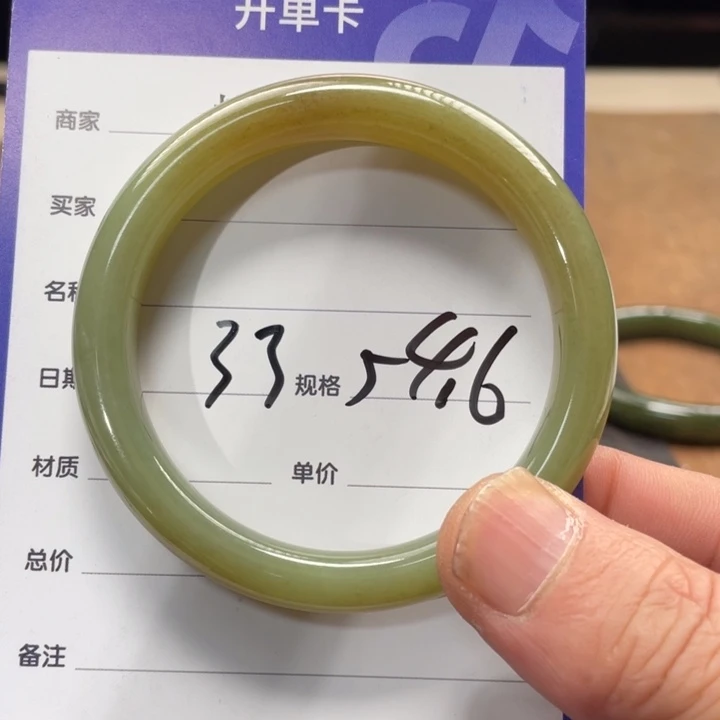 开单卡
商家
买家
名
日期 33 规格 54.6
材质 单价
总价
备注